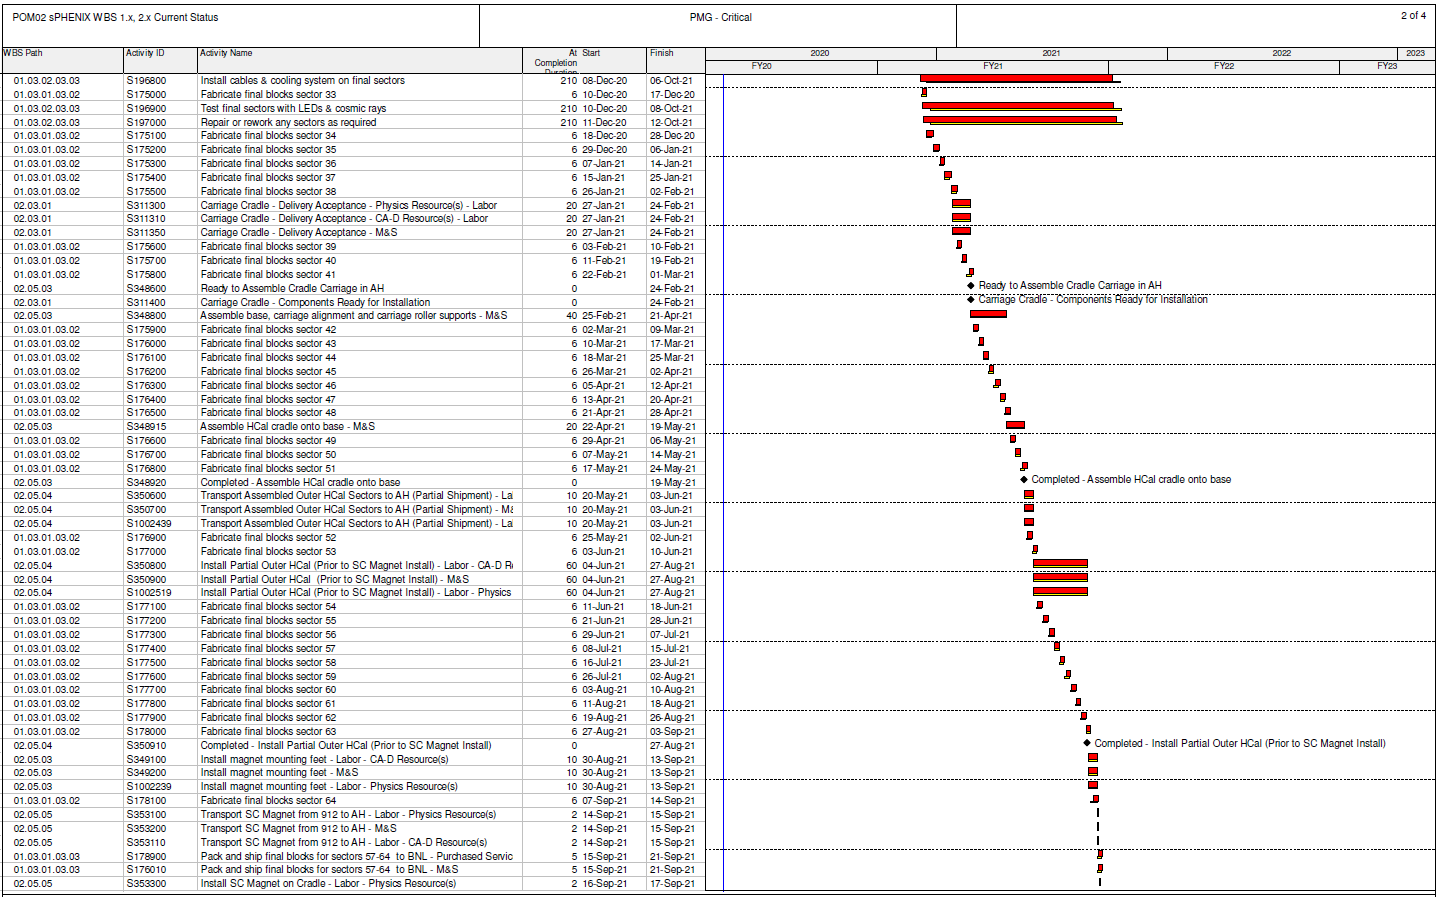 POM02 sPHENIX WBS 1.x, 2.x Current Status PMG - Critical 2 of 4
WBS Path Activity ID Activity Name At Completion Duration Start Finish 2020 2021 2022 2023
FY20 FY21 FY22 FY23
01.03.02.03.03 S196800 Install cables & cooling system on final sectors 210 08-Dec-20 06-Oct-21
01.03.01.03.02 S175000 Fabricate final blocks sector 33 6 10-Dec-20 17-Dec-20
01.03.02.03.03 S196900 Test final sectors with LEDs & cosmic rays 210 10-Dec-20 08-Oct-21
01.03.02.03.03 S197000 Repair or rework any sectors as required 210 11-Dec-20 12-Oct-21
01.03.01.03.02 S175100 Fabricate final blocks sector 34 6 18-Dec-20 28-Dec-20
01.03.01.03.02 S175200 Fabricate final blocks sector 35 6 29-Dec-20 06-Jan-21
01.03.01.03.02 S175300 Fabricate final blocks sector 36 6 07-Jan-21 14-Jan-21
01.03.01.03.02 S175400 Fabricate final blocks sector 37 6 15-Jan-21 25-Jan-21
01.03.01.03.02 S175500 Fabricate final blocks sector 38 6 26-Jan-21 02-Feb-21
02.03.01 S311300 Carriage Cradle - Delivery Acceptance - Physics Resource(s) - Labor 20 27-Jan-21 24-Feb-21
02.03.01 S311310 Carriage Cradle - Delivery Acceptance - CA-D Resource(s) - Labor 20 27-Jan-21 24-Feb-21
02.03.01 S311350 Carriage Cradle - Delivery Acceptance - M&S 20 27-Jan-21 24-Feb-21
01.03.01.03.02 S175600 Fabricate final blocks sector 39 6 03-Feb-21 10-Feb-21
01.03.01.03.02 S175700 Fabricate final blocks sector 40 6 11-Feb-21 19-Feb-21
01.03.01.03.02 S175800 Fabricate final blocks sector 41 6 22-Feb-21 01-Mar-21
02.05.03 S348600 Ready to Assemble Cradle Carriage in AH 0 24-Feb-21 Ready to Assemble Cradle Carriage in AH
02.03.01 S311400 Carriage Cradle - Components Ready for Installation 0 24-Feb-21 Carriage Cradle - Components Ready for Installation
02.05.03 S348800 Assemble base, carriage alignment and carriage roller supports - M&S 40 25-Feb-21 21-Apr-21
01.03.01.03.02 S175900 Fabricate final blocks sector 42 6 02-Mar-21 09-Mar-21
01.03.01.03.02 S176000 Fabricate final blocks sector 43 6 10-Mar-21 17-Mar-21
01.03.01.03.02 S176100 Fabricate final blocks sector 44 6 18-Mar-21 25-Mar-21
01.03.01.03.02 S176200 Fabricate final blocks sector 45 6 26-Mar-21 02-Apr-21
01.03.01.03.02 S176300 Fabricate final blocks sector 46 6 05-Apr-21 12-Apr-21
01.03.01.03.02 S176400 Fabricate final blocks sector 47 6 13-Apr-21 20-Apr-21
01.03.01.03.02 S176500 Fabricate final blocks sector 48 6 21-Apr-21 28-Apr-21
02.05.03 S348915 Assemble HCal cradle onto base - M&S 20 22-Apr-21 19-May-21
01.03.01.03.02 S176600 Fabricate final blocks sector 49 6 29-Apr-21 06-May-21
01.03.01.03.02 S176700 Fabricate final blocks sector 50 6 07-May-21 14-May-21
01.03.01.03.02 S176800 Fabricate final blocks sector 51 6 17-May-21 24-May-21
02.05.03 S348920 Completed - Assemble HCal cradle onto base 0 19-May-21 Completed - Assemble HCal cradle onto base
02.05.04 S350600 Transport Assembled Outer HCal Sectors to AH (Partial Shipment) - La 10 20-May-21 03-Jun-21
02.05.04 S350700 Transport Assembled Outer HCal Sectors to AH (Partial Shipment) - M& 10 20-May-21 03-Jun-21
02.05.04 S1002439 Transport Assembled Outer HCal Sectors to AH (Partial Shipment) - La 10 20-May-21 03-Jun-21
01.03.01.03.02 S176900 Fabricate final blocks sector 52 6 25-May-21 02-Jun-21
01.03.01.03.02 S177000 Fabricate final blocks sector 53 6 03-Jun-21 10-Jun-21
02.05.04 S350800 Install Partial Outer HCal (Prior to SC Magnet Install) - Labor - CA-D R 60 04-Jun-21 27-Aug-21
02.05.04 S350900 Install Partial Outer HCal (Prior to SC Magnet Install) - M&S 60 04-Jun-21 27-Aug-21
02.05.04 S1002519 Install Partial Outer HCal (Prior to SC Magnet Install) - Labor - Physics 60 04-Jun-21 27-Aug-21
01.03.01.03.02 S177100 Fabricate final blocks sector 54 6 11-Jun-21 18-Jun-21
01.03.01.03.02 S177200 Fabricate final blocks sector 55 6 21-Jun-21 28-Jun-21
01.03.01.03.02 S177300 Fabricate final blocks sector 56 6 29-Jun-21 07-Jul-21
01.03.01.03.02 S177400 Fabricate final blocks sector 57 6 08-Jul-21 15-Jul-21
01.03.01.03.02 S177500 Fabricate final blocks sector 58 6 16-Jul-21 23-Jul-21
01.03.01.03.02 S177600 Fabricate final blocks sector 59 6 26-Jul-21 02-Aug-21
01.03.01.03.02 S177700 Fabricate final blocks sector 60 6 03-Aug-21 10-Aug-21
01.03.01.03.02 S177800 Fabricate final blocks sector 61 6 11-Aug-21 18-Aug-21
01.03.01.03.02 S177900 Fabricate final blocks sector 62 6 19-Aug-21 26-Aug-21
01.03.01.03.02 S178000 Fabricate final blocks sector 63 6 27-Aug-21 03-Sep-21
02.05.04 S350910 Completed - Install Partial Outer HCal (Prior to SC Magnet Install) 0 27-Aug-21 Completed - Install Partial Outer HCal (Prior to SC Magnet Install)
02.05.03 S349100 Install magnet mounting feet - Labor - CA-D Resource(s) 10 30-Aug-21 13-Sep-21
02.05.03 S349200 Install magnet mounting feet - M&S 10 30-Aug-21 13-Sep-21
02.05.03 S1002239 Install magnet mounting feet - Labor - Physics Resource(s) 10 30-Aug-21 13-Sep-21
01.03.01.03.02 S178100 Fabricate final blocks sector 64 6 07-Sep-21 14-Sep-21
02.05.05 S353100 Transport SC Magnet from 912 to AH - Labor - Physics Resource(s) 2 14-Sep-21 15-Sep-21
02.05.05 S353200 Transport SC Magnet from 912 to AH - M&S 2 14-Sep-21 15-Sep-21
02.05.05 S353110 Transport SC Magnet from 912 to AH - Labor - CA-D Resource(s) 2 14-Sep-21 15-Sep-21
01.03.01.03.03 S178900 Pack and ship final blocks for sectors 57-64 to BNL - Purchased Servic 5 15-Sep-21 21-Sep-21
01.03.01.03.03 S176010 Pack and ship final blocks for sectors 57-64 to BNL - M&S 5 15-Sep-21 21-Sep-21
02.05.05 S353300 Install SC Magnet on Cradle - Labor - Physics Resource(s) 2 16-Sep-21 17-Sep-21